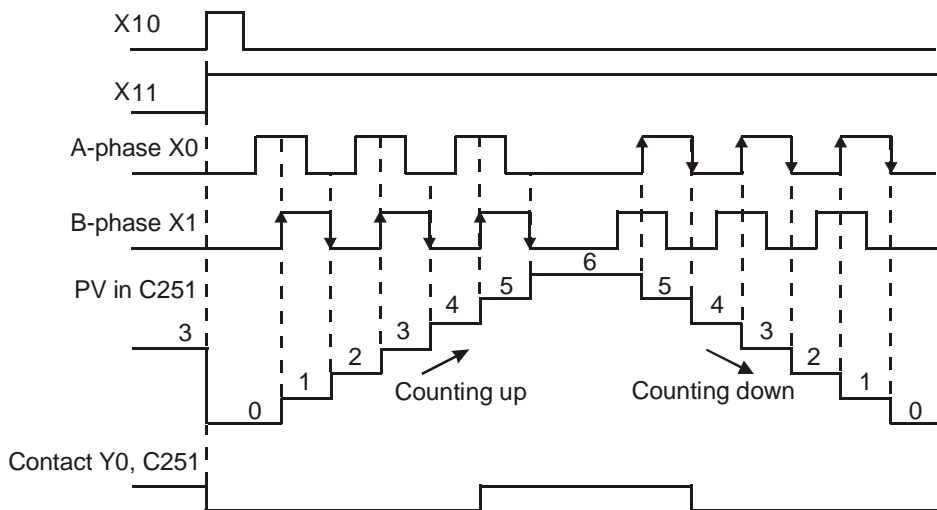 X10
X11
A-phase X0
B-phase X1
6
PV in C251
5
5
4
4
3
3
3
2
2
Counting up
Counting down
1
1
0
0
Contact Y0, C251